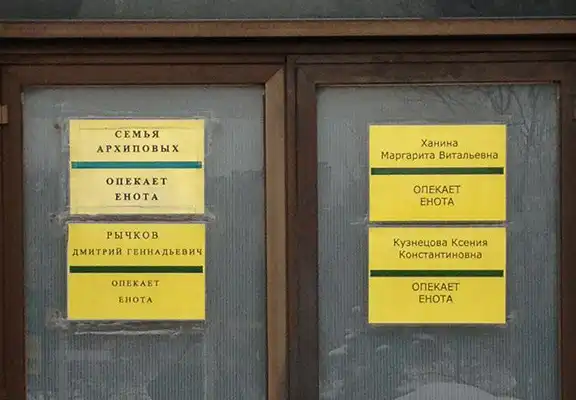 СЕМЬЯ
АРХИПОВЫХ
ОПЕКАЕТ
ЕНОТА
РЫЧКОВ
ДМИТРИЙ ГЕННАДЬЕВИЧ
ОПЕКАЕТ
ЕНОТА
Ханина
Маргарита Витальевна
ОПЕКАЕТ
ЕНОТА
Кузнецова Ксения
Константиновна
ОПЕКАЕТ
ЕНОТА